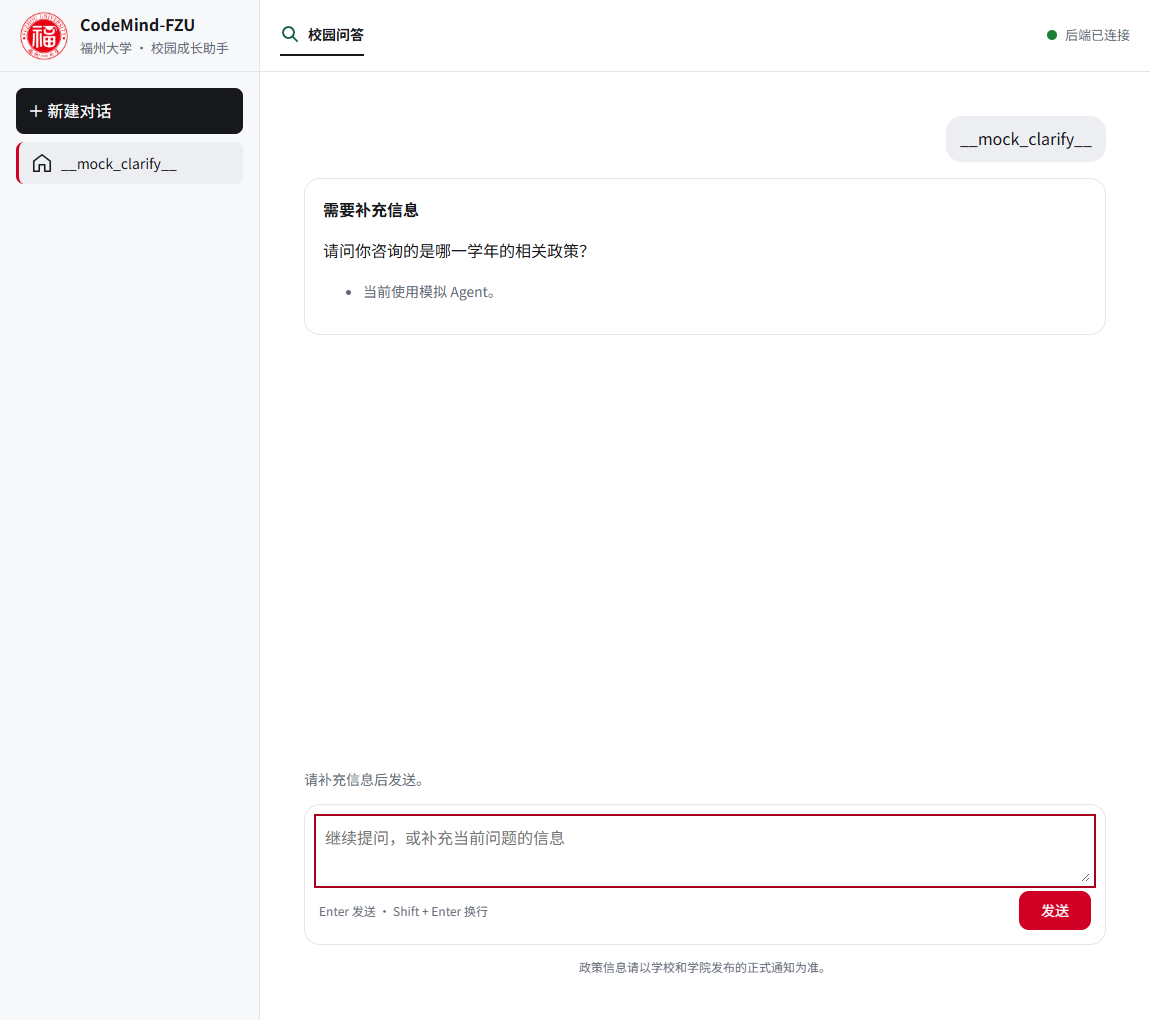 CodeMind-FZU
福州大学 · 校园成长助手
校园问答
后端已连接
+ 新建对话
__mock_clarify__
__mock_clarify__
需要补充信息
请问你咨询的是哪一学年的相关政策？
• 当前使用模拟 Agent。
请补充信息后发送。
继续提问，或补充当前问题的信息
Enter 发送 · Shift + Enter 换行
发送
政策信息请以学校和学院发布的正式通知为准。
福